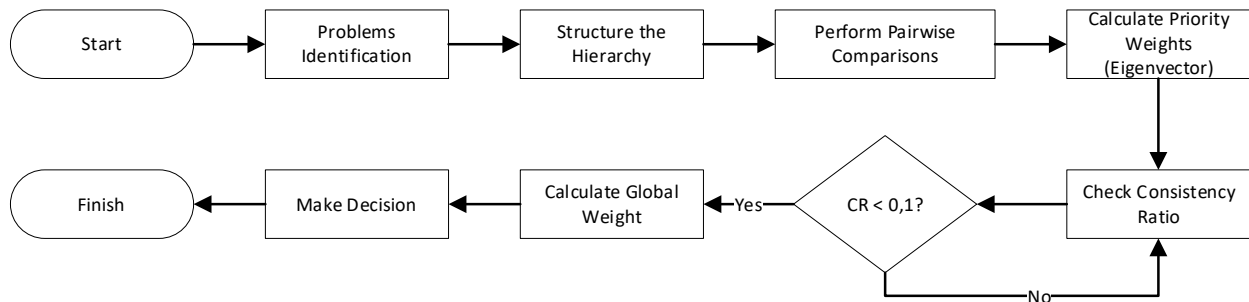 Start
Problems
Identification
Structure the
Hierarchy
Perform Pairwise
Comparisons
Calculate Priority
Weights
(Eigenvector)
Finish
Make Decision
Calculate Global
Weight
Yes
CR < 0,1?
Check Consistency
Ratio
No